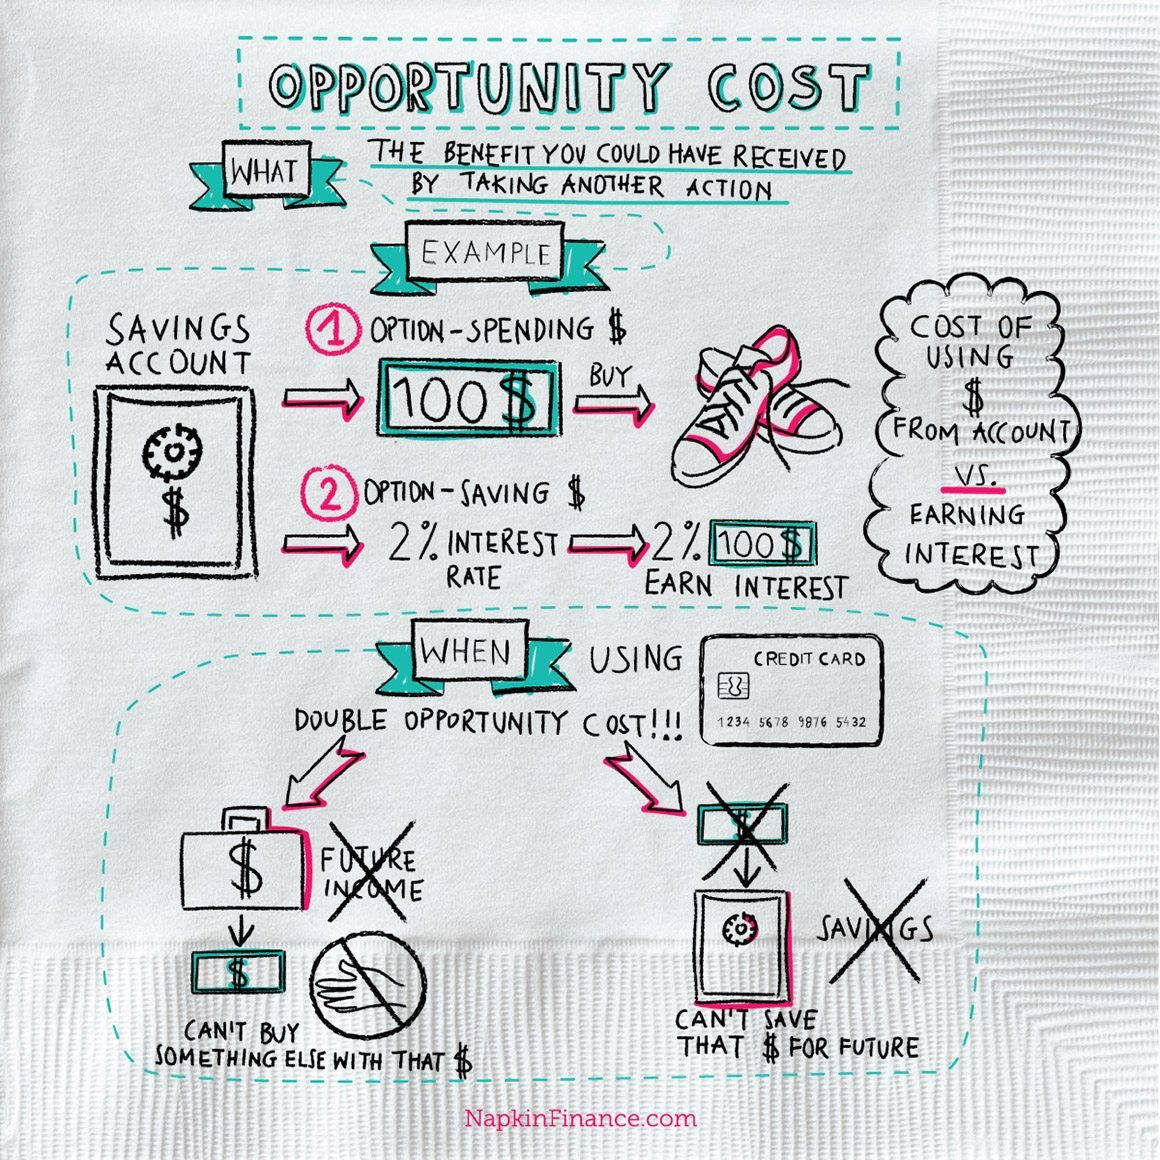 OPPORTUNITY COST
WHAT
THE BENEFIT YOU COULD HAVE RECEIVED
BY TAKING ANOTHER ACTION
EXAMPLE
SAVINGS
ACCOUNT
$
1 OPTION-SPENDING $
100 $
BUY
2 OPTION-SAVING $
2% INTEREST
RATE
2% 100 $
EARN INTEREST
COST OF
USING
$
FROM ACCOUNT
VS.
EARNING
INTEREST
WHEN
USING
CREDIT CARD
1234 5678 9876 5432
DOUBLE OPPORTUNITY COST!!!
$
FUTURE
INCOME
$
CAN'T BUY
SOMETHING ELSE WITH THAT $
$
SAVINGS
CAN'T SAVE
THAT $ FOR FUTURE
NapkinFinance.com